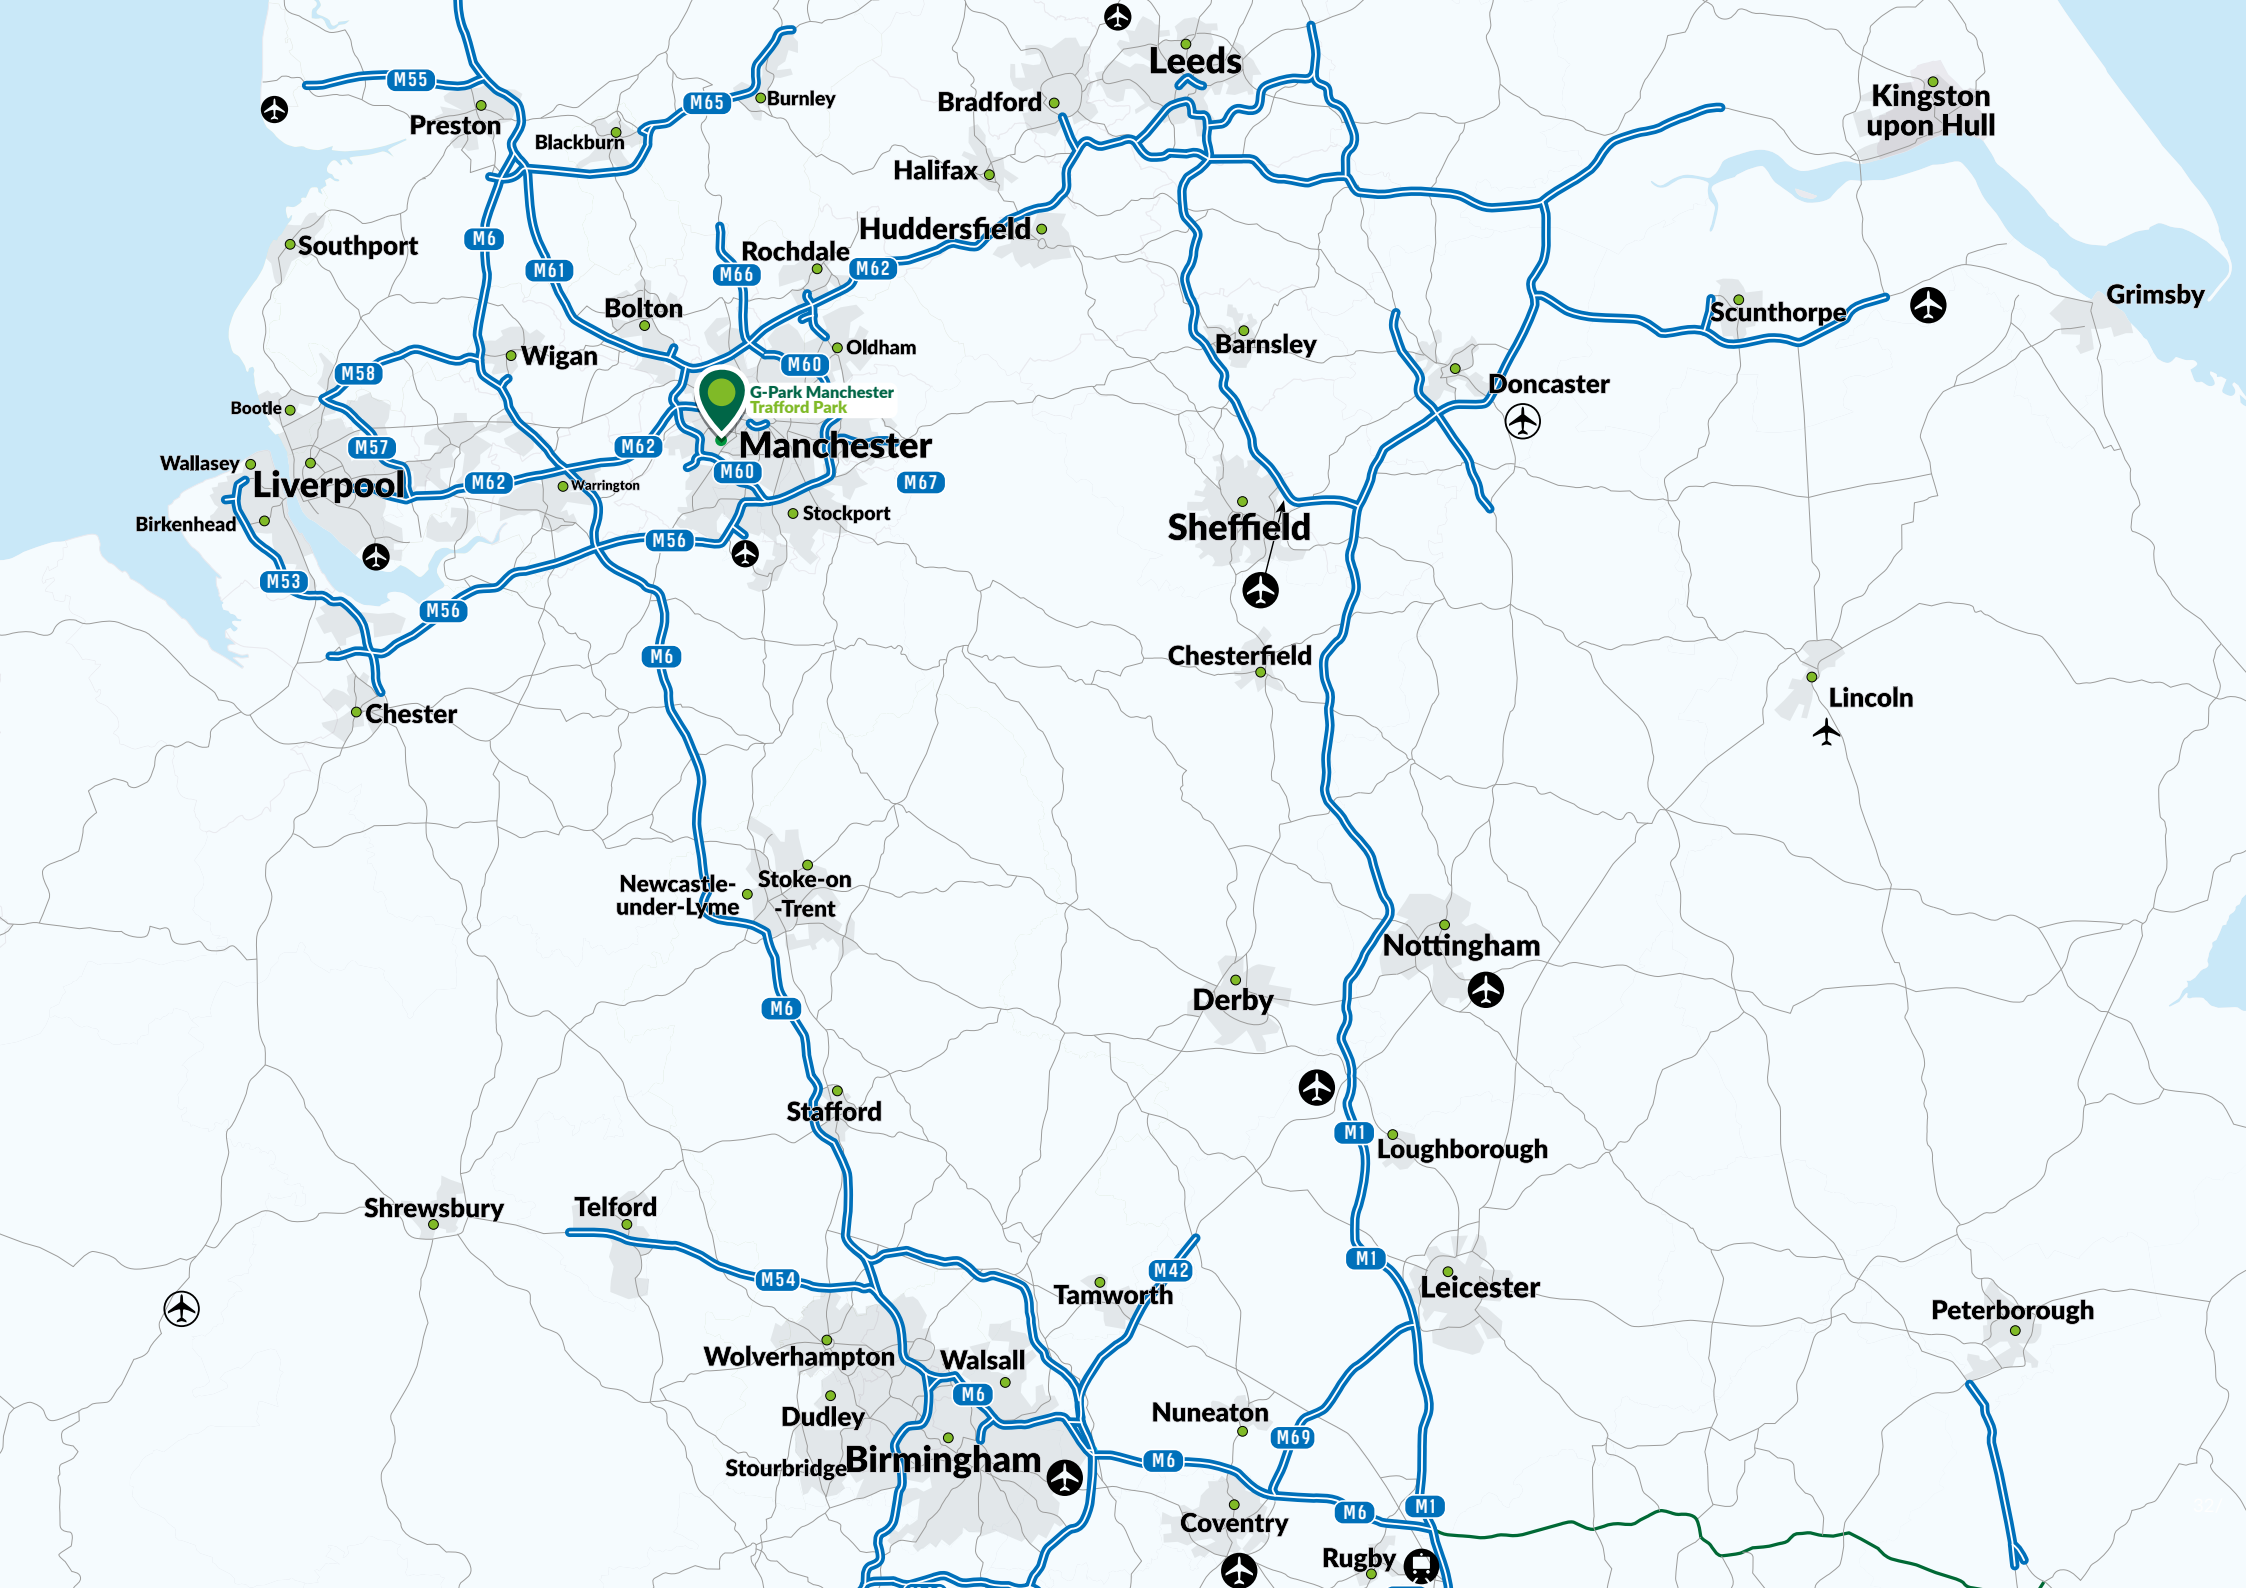 Leeds
M55
Kingston
upon Hull
Bradford
M65
Burnley
Preston
Blackburn
Halifax
Huddersfield
M6
Southport
Rochdale
M61
M66
M62
Grimsby
Bolton
Scunthorpe
Barnsley
Wigan
Oldham
M60
M58
Doncaster
G-Park Manchester
Trafford Park
Bootle
M57
M62
Manchester
Wallasey
M60
Liverpool
M62
Warrington
M67
Stockport
Birkenhead
Sheffield
M56
M53
M56
M6
Chesterfield
Lincoln
Chester
Newcastle-
under-Lyme
Stoke-on
-Trent
Nottingham
Derby
M6
Stafford
M1
Loughborough
Shrewsbury
Telford
M1
M54
M42
Tamworth
Leicester
Peterborough
Wolverhampton
Walsall
M6
Dudley
Nuneaton
M69
Birmingham
Stourbridge
M6
M6
M1
Coventry
Rugby